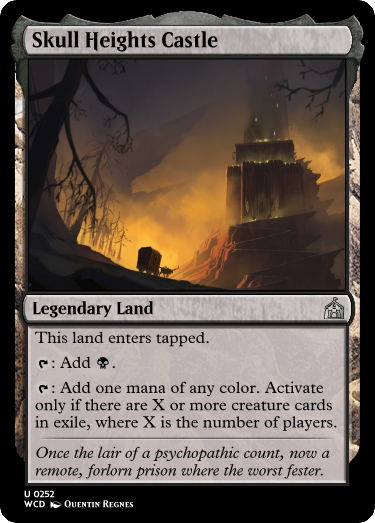 Skull Heights Castle
Legendary Land
This land enters tapped.
: Add .
: Add one mana of any color. Activate
only if there are X or more creature cards
in exile, where X is the number of players.
Once the lair of a psychopathic count, now a
remote, forlorn prison where the worst fester.
U 0252
WCD Quentin Regnes